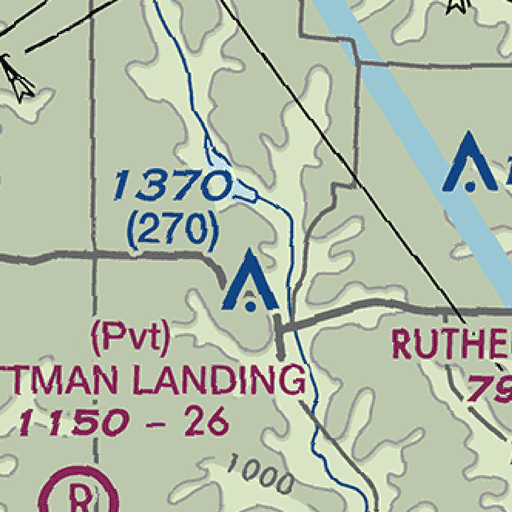 1370
(270)
(Pvt)
TMAN LANDING
1150 - 26
RUTHE
79
1000
R